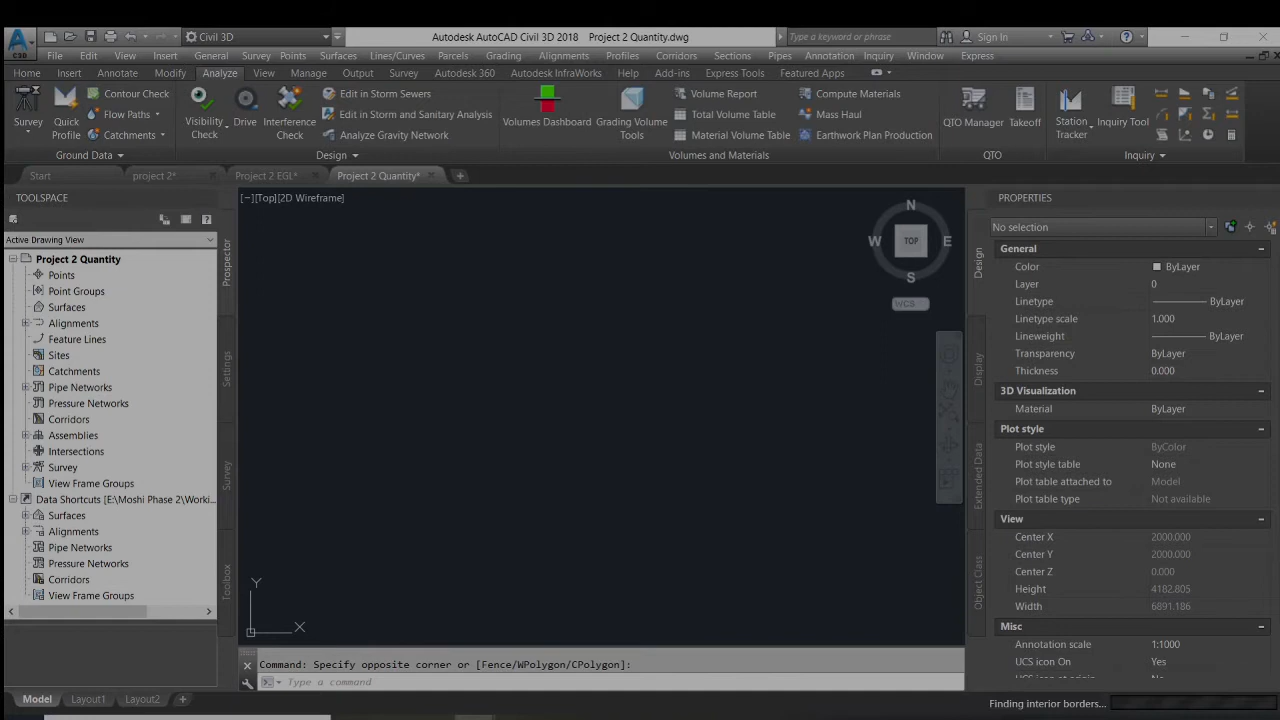 C3D
Civil 3D
Autodesk AutoCAD Civil 3D 2018 Project 2 Quantity.dwg
Type a keyword or phrase
Sign In
File Edit View Insert General Survey Points Surfaces Lines/Curves Parcels Grading Alignments Profiles Corridors Sections Pipes Annotation Inquiry Window Express
Home Insert Annotate Modify Analyze View Manage Output Survey Autodesk 360 Autodesk InfraWorks Help Add-ins Express Tools Featured Apps
Survey
Quick Profile
Contour Check
Flow Paths
Catchments
Visibility Check
Drive
Interference Check
Edit in Storm Sewers
Edit in Storm and Sanitary Analysis
Analyze Gravity Network
Volumes Dashboard
Grading Volume Tools
Volume Report
Total Volume Table
Material Volume Table
Compute Materials
Mass Haul
Earthwork Plan Production
QTO Manager
Takeoff
Station Tracker
Inquiry Tool
Ground Data Design Volumes and Materials QTO Inquiry
Start project 2* Project 2 EGL* Project 2 Quantity*
TOOLSPACE
Active Drawing View
Project 2 Quantity
Points
Point Groups
Surfaces
Alignments
Feature Lines
Sites
Catchments
Pipe Networks
Pressure Networks
Corridors
Assemblies
Intersections
Survey
View Frame Groups
Data Shortcuts [E:\Moshi Phase 2\Worki...
Surfaces
Alignments
Pipe Networks
Pressure Networks
Corridors
View Frame Groups
Prospector
Settings
Survey
Toolbox
[−][Top][2D Wireframe]
N
W TOP E
S
WCS
Y
X
Command: Specify opposite corner or [Fence/WPolygon/CPolygon]:
Type a command
Model Layout1 Layout2
PROPERTIES
No selection
Design
Display
Extended Data
Object Class
General
Color ByLayer
Layer 0
Linetype ByLayer
Linetype scale 1.000
Lineweight ByLayer
Transparency ByLayer
Thickness 0.000
3D Visualization
Material ByLayer
Plot style
Plot style ByColor
Plot style table None
Plot table attached to Model
Plot table type Not available
View
Center X 2000.000
Center Y 2000.000
Center Z 0.000
Height 4182.805
Width 6891.186
Misc
Annotation scale 1:1000
UCS icon On Yes
Finding interior borders...